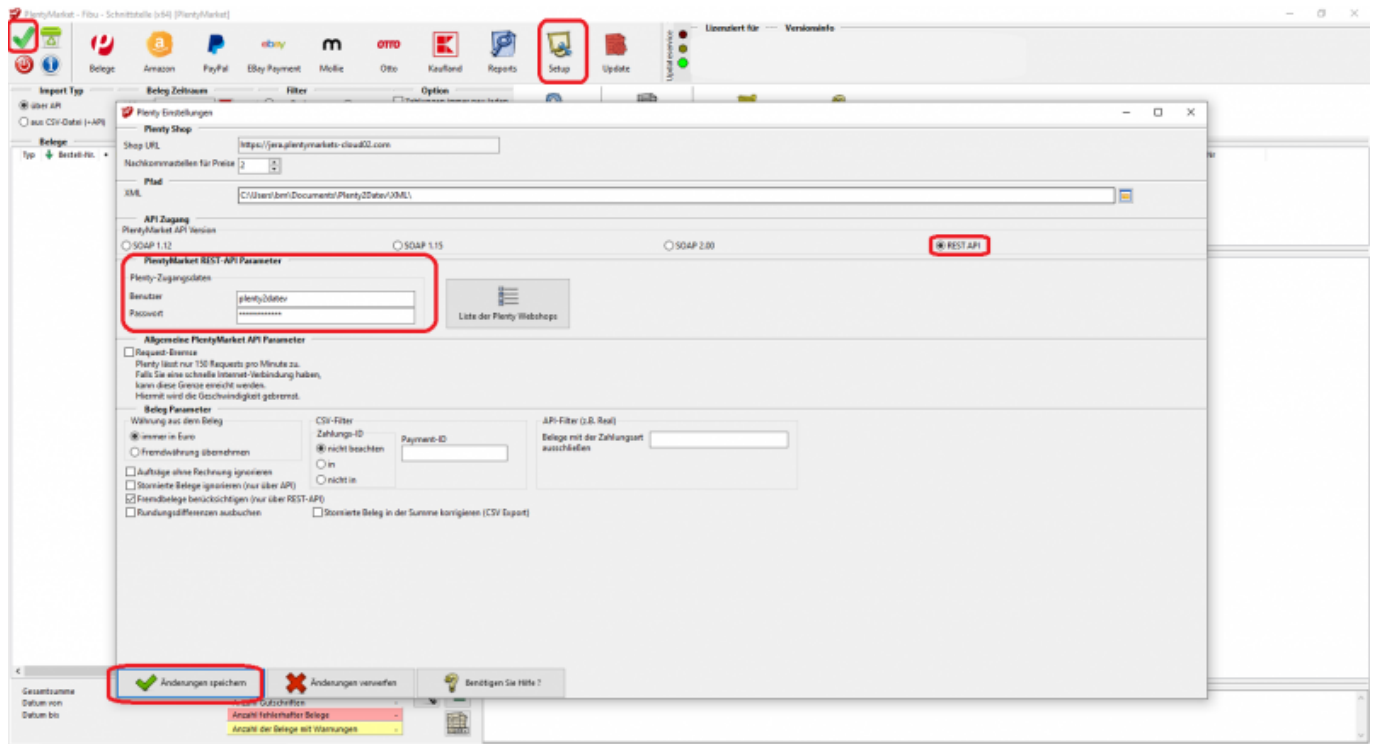 PlentyMarket - Fibu - Schnittstelle (x64) [PlentyMarket]
Belege
Amazon
PayPal
EBay Payment
Mollie
Otto
Kaufland
Reports
Setup
Update
Updateservice
Lizenziert für
Versionsinfo
ebay
m
OTTO
K
Import Typ
Beleg Zeitraum
Filter
Option
über API
aus CSV-Datei (+API)
Belege
Typ
Bestell-Nr.
Plenty Einstellungen
Plenty Shop
Shop URL
https://jera.plentymarkets-cloud02.com
Nachkommastellen für Preise
2
Pfad
XML
C:\Users\bm\Documents\Plenty2Datev\XML\
API Zugang
PlentyMarket API Version
SOAP 1.12
SOAP 1.15
SOAP 2.00
REST API
PlentyMarket REST-API Parameter
Plenty-Zugangsdaten
Benutzer
plenty2datev
Passwort
************
Liste der Plenty Webshops
Allgemeine PlentyMarket API Parameter
Request-Bremse
Plenty lässt nur 150 Requests pro Minute zu.
Falls Sie eine schnelle Internet-Verbindung haben,
kann diese Grenze erreicht werden.
Hiermit wird die Geschwindigkeit gebremst.
Beleg Parameter
Währung aus dem Beleg
immer in Euro
Fremdwährung übernehmen
CSV-Filter
Zahlungs-ID
nicht beachten
in
nicht in
Payment-ID
API-Filter (z.B. Real)
Belege mit der Zahlungsart
ausschließen
Aufträge ohne Rechnung ignorieren
Stornierte Belege ignorieren (nur über API)
Fremdbelege berücksichtigen (nur über REST-API)
Rundungsdifferenzen ausbuchen
Stornierte Beleg in der Summe korrigieren (CSV Export)
Änderungen speichern
Änderungen verwerfen
Benötigen Sie Hilfe ?
Gesamtsumme
Datum von
Datum bis
Anzahl Gutschriften
Anzahl fehlerhafter Belege
Anzahl der Belege mit Warnungen